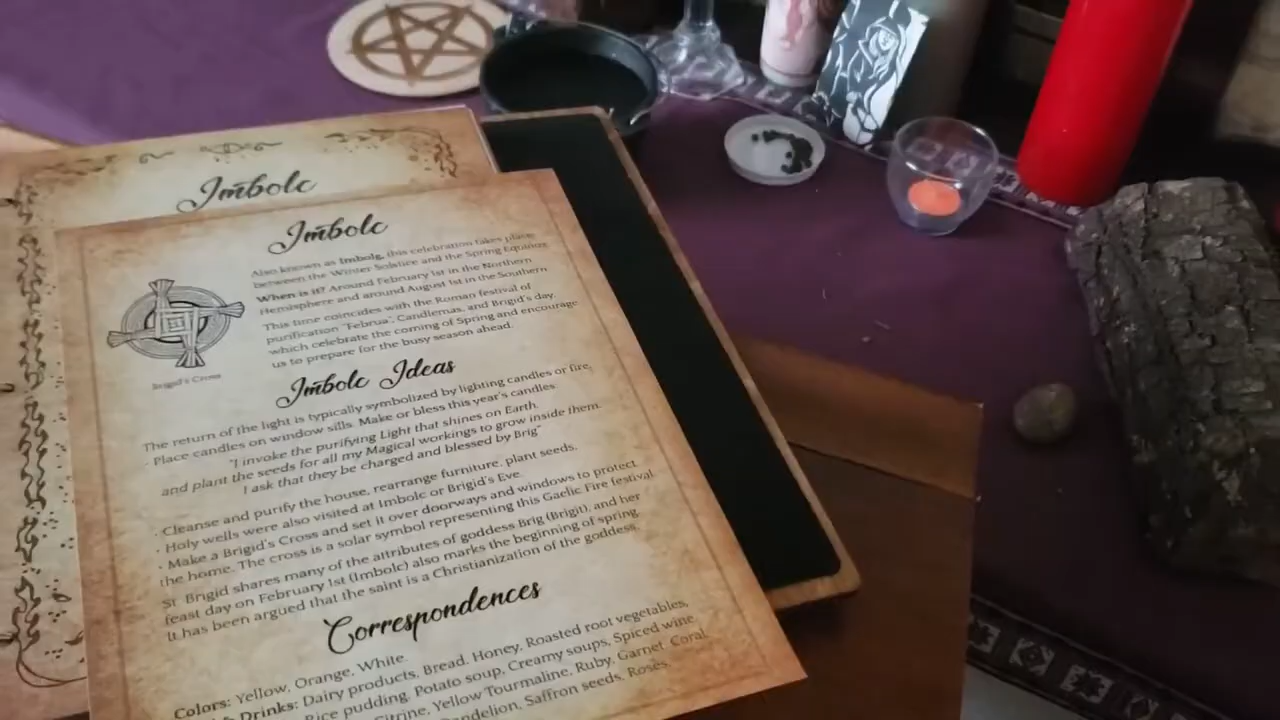 Imbolc
Imbolc
Also known as Imbolg, this celebration takes place
between the Winter Solstice and the Spring Equinox.
When is it? Around February 1st in the Northern
Hemisphere and around August 1st in the Southern
This time coincides with the Roman festival of
purification "Februa", Candlemas, and Brigid's day,
which celebrate the coming of Spring and encourage
us to prepare for the busy season ahead.
Brigid's Cross
Imbolc Ideas
The return of the light is typically symbolized by lighting candles or fire.
· Place candles on window sills. Make or bless this year's candles:
"I invoke the purifying Light that shines on Earth.
and plant the seeds for all my Magical workings to grow inside them.
I ask that they be charged and blessed by Brig"
· Cleanse and purify the house, rearrange furniture, plant seeds.
· Holy wells were also visited at Imbolc or Brigid's Eve.
· Make a Brigid's Cross and set it over doorways and windows to protect
the home. The cross is a solar symbol representing this Gaelic Fire festival.
St. Brigid shares many of the attributes of goddess Brig (Brigit), and her
feast day on February 1st (Imbolc) also marks the beginning of spring.
It has been argued that the saint is a Christianization of the goddess.
Correspondences
Colors: Yellow, Orange, White.
& Drinks: Dairy products, Bread, Honey, Roasted root vegetables,
Rice pudding, Potato soup, Creamy soups, Spiced wine.
Citrine, Yellow Tourmaline, Ruby, Garnet, Coral.
Dandelion, Saffron seeds, Roses.